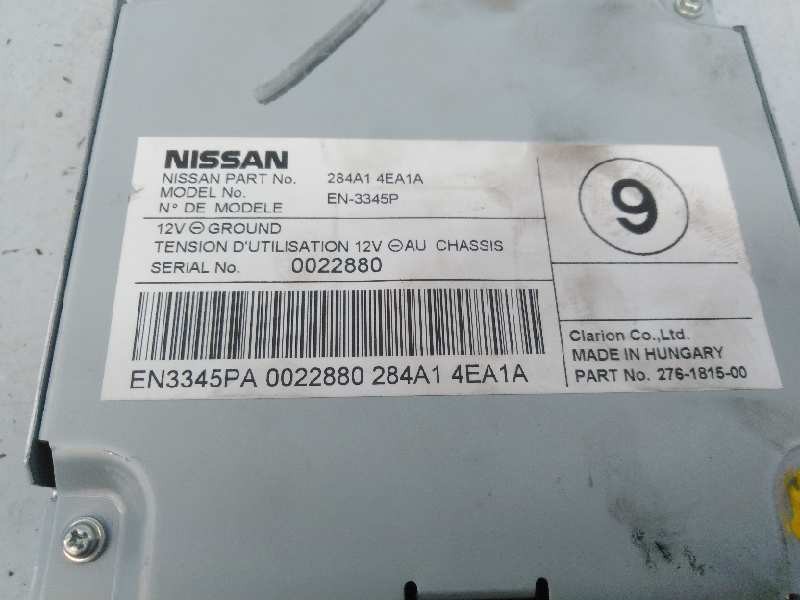 NISSAN
NISSAN PART No. 284A1 4EA1A
MODEL No.
N° DE MODELE EN-3345P
12V ⊖ GROUND
TENSION D'UTILISATION 12V ⊖ AU CHASSIS
SERIAL No. 0022880
EN3345PA 0022880 284A1 4EA1A
9
Clarion Co.,Ltd.
MADE IN HUNGARY
PART No. 276-1815-00